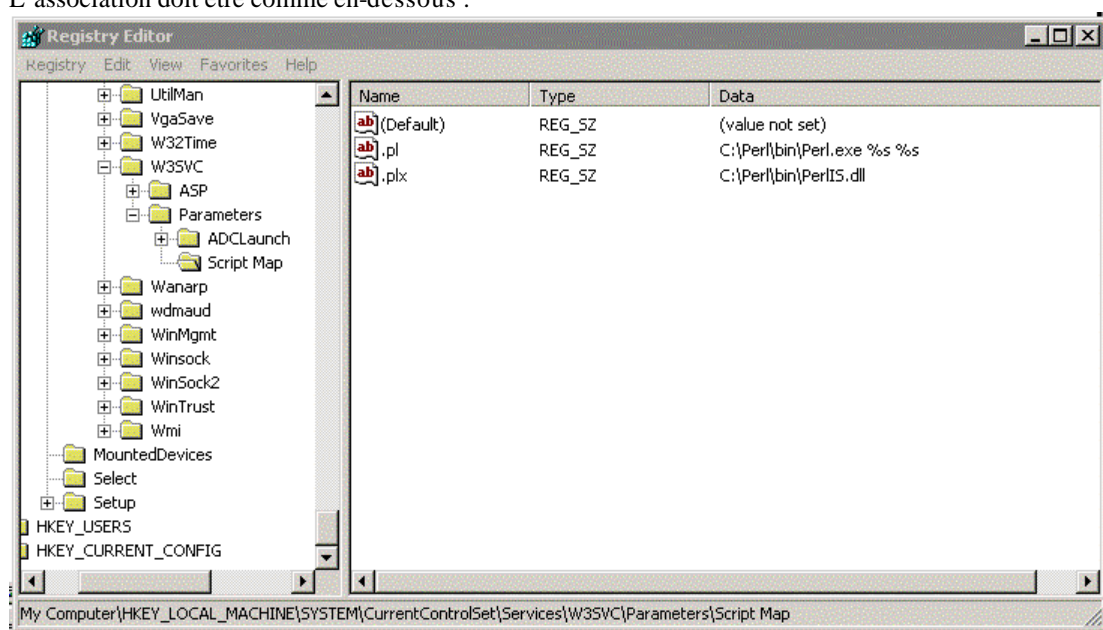 L'association doit être comme en-dessous :
Registry Editor
Registry Edit View Favorites Help
UtilMan
VgaSave
W32Time
W3SVC
ASP
Parameters
ADCLaunch
Script Map
Wanarp
wdmaud
WinMgmt
Winsock
WinSock2
WinTrust
Wmi
MountedDevices
Select
Setup
HKEY_USERS
HKEY_CURRENT_CONFIG
Name Type Data
(Default) REG_SZ (value not set)
.pl REG_SZ C:\Perl\bin\Perl.exe %s %s
.plx REG_SZ C:\Perl\bin\PerlIS.dll
My Computer\HKEY_LOCAL_MACHINE\SYSTEM\CurrentControlSet\Services\W3SVC\Parameters\Script Map